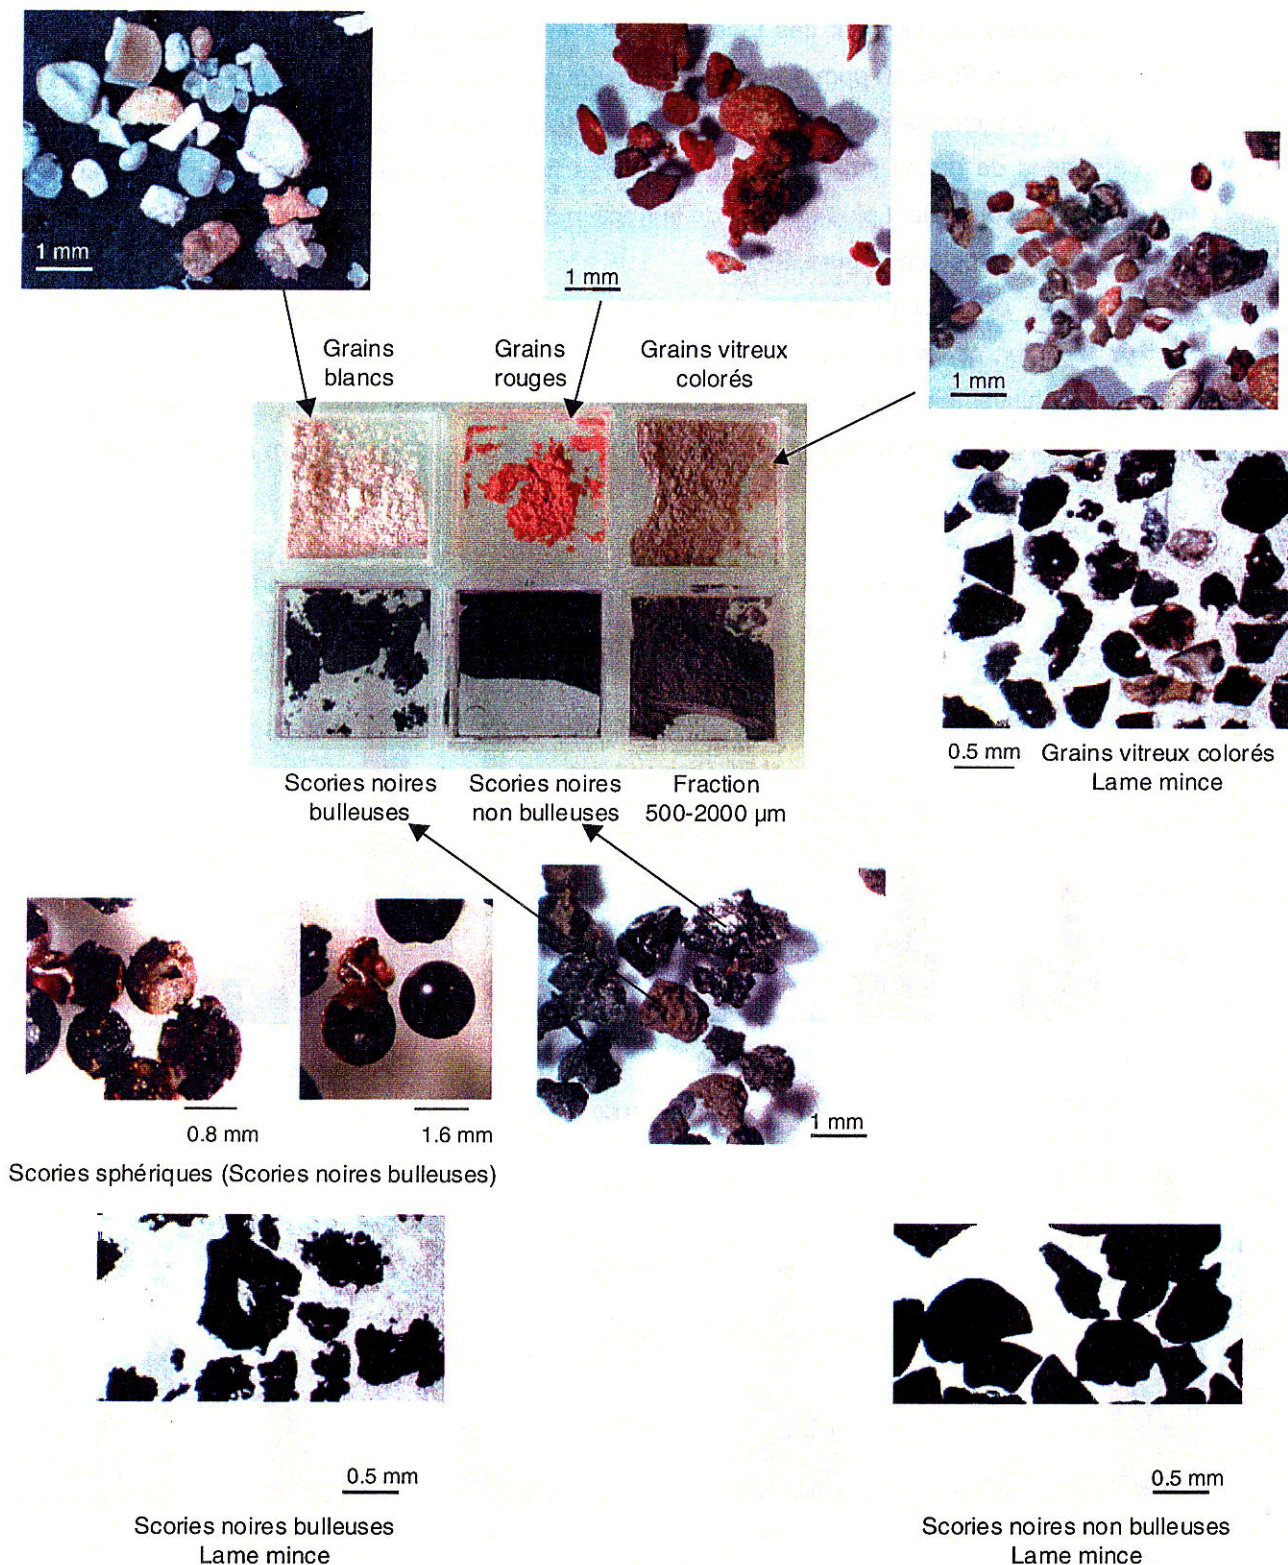 1 mm
1 mm
1 mm
Grains
blancs
Grains
rouges
Grains vitreux
colorés
0.5 mm
Grains vitreux colorés
Lame mince
Scories noires
bulleuses
Scories noires
non bulleuses
Fraction
500-2000 µm
0.8 mm
1.6 mm
1 mm
Scories sphériques (Scories noires bulleuses)
0.5 mm
Scories noires bulleuses
Lame mince
0.5 mm
Scories noires non bulleuses
Lame mince